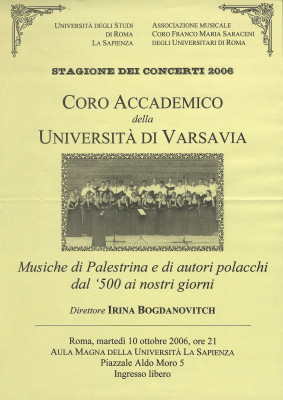 UNIVERSITÀ DEGLI STUDI
DI ROMA
LA SAPIENZA
ASSOCIAZIONE MUSICALE
CORO FRANCO MARIA SARACENI
DEGLI UNIVERSITARI DI ROMA
STAGIONE DEI CONCERTI 2006
CORO ACCADEMICO
della
UNIVERSITÀ DI VARSAVIA
Musiche di Palestrina e di autori polacchi
dal ‘500 ai nostri giorni
Direttore IRINA BOGDANOVITCH
Roma, martedì 10 ottobre 2006, ore 21
AULA MAGNA DELLA UNIVERSITÀ LA SAPIENZA
Piazzale Aldo Moro 5
Ingresso libero